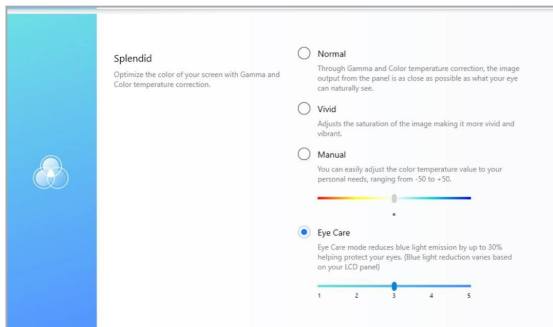 Splendid
Optimize the color of your screen with Gamma and
Color temperature correction.
Normal
Through Gamma and Color temperature correction, the image
output from the panel is as close as possible as what your eye
can naturally see.
Vivid
Adjusts the saturation of the image making it more vivid and
vibrant.
Manual
You can easily adjust the color temperature value to your
personal needs, ranging from -50 to +50.
Eye Care
Eye Care mode reduces blue light emission by up to 30%
helping protect your eyes. (Blue light reduction varies based
on your LCD panel)
1 2 3 4 5